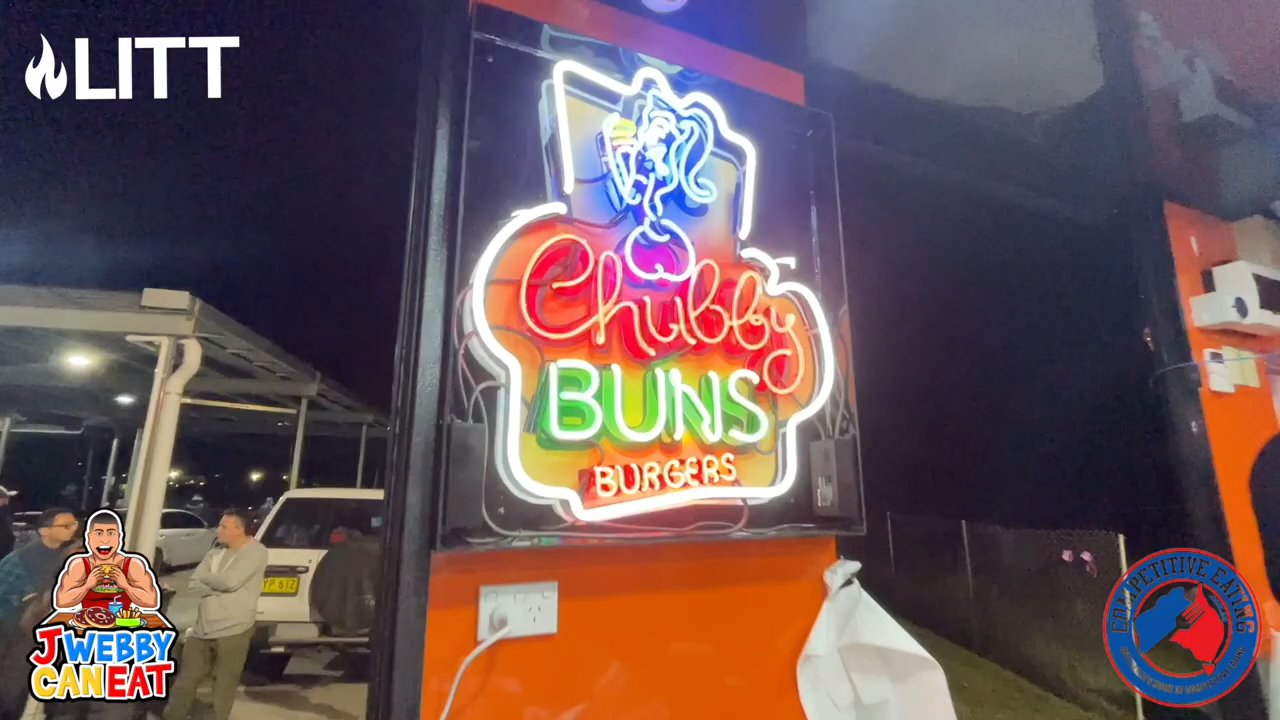 LITT
Chubby
BUNS
BURGERS
J WEBBY
CAN EAT
COMPETITIVE EATING